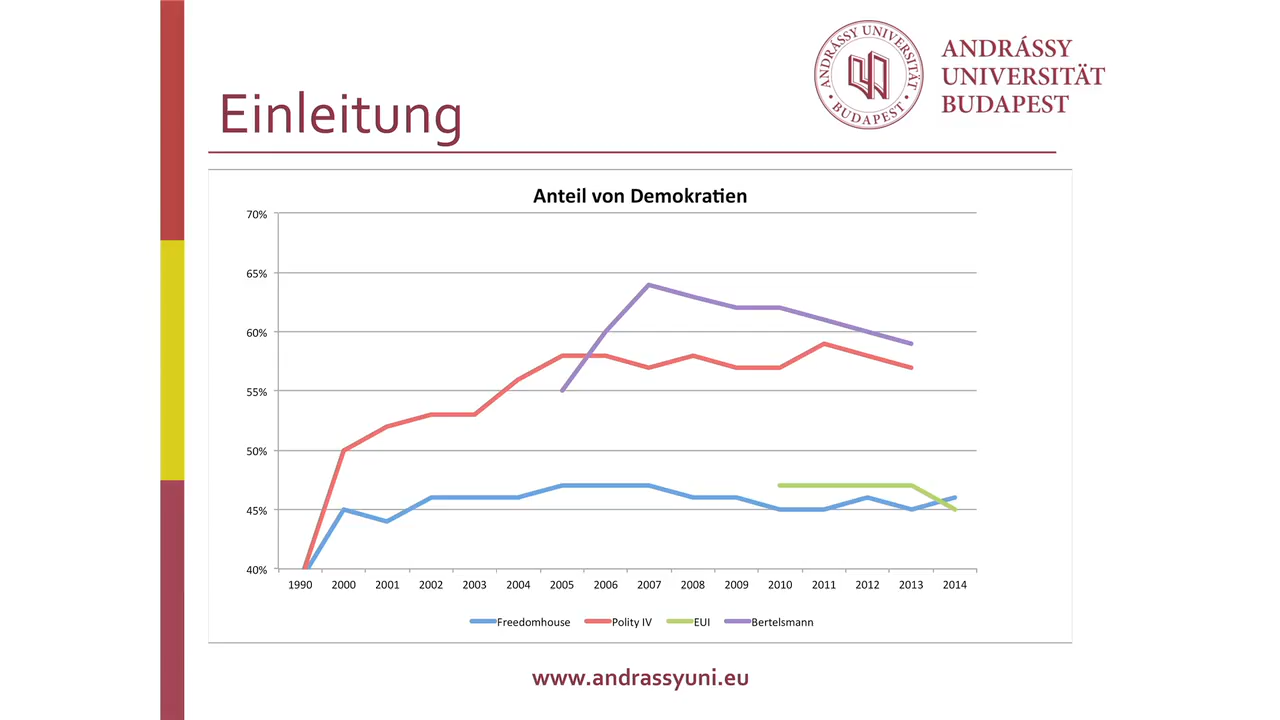 ANDRÁSSY UNIVERSITÄT
• BUDAPEST •
ANDRÁSSY
UNIVERSITÄT
BUDAPEST
Einleitung
Anteil von Demokratien
70%
65%
60%
55%
50%
45%
40%
1990 2000 2001 2002 2003 2004 2005 2006 2007 2008 2009 2010 2011 2012 2013 2014
Freedomhouse Polity IV EUI Bertelsmann
www.andrassyuni.eu